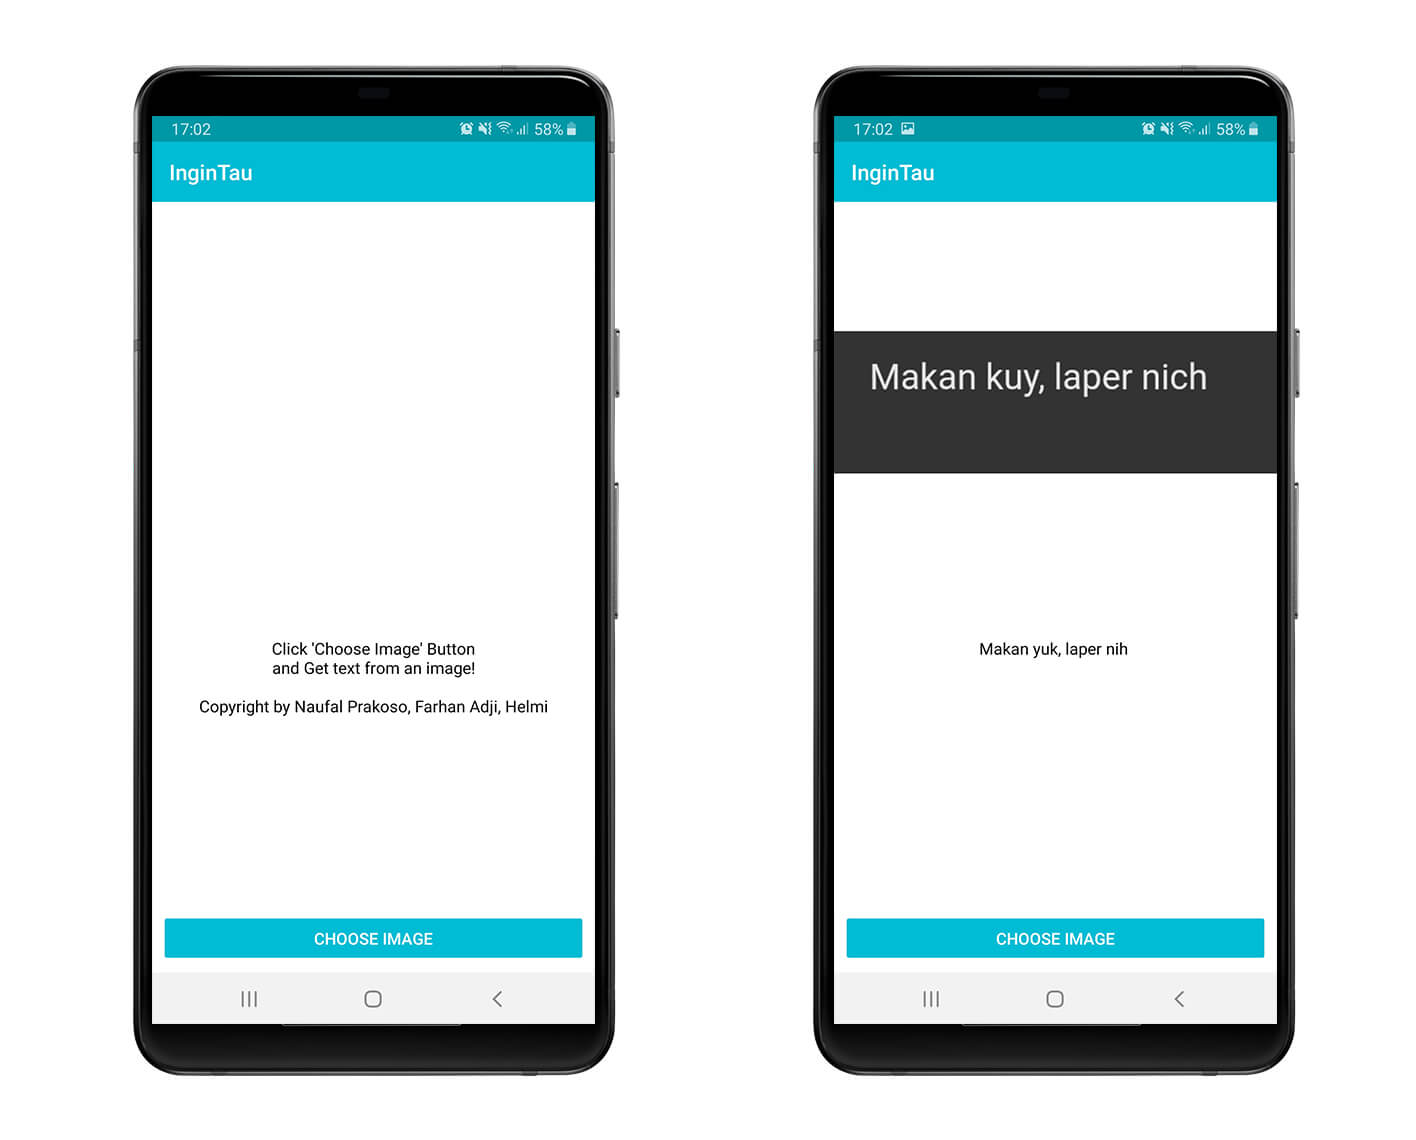 17:02 58%
InginTau
Click 'Choose Image' Button
and Get text from an image!
Copyright by Naufal Prakoso, Farhan Adji, Helmi
CHOOSE IMAGE
17:02 58%
InginTau
Makan kuy, laper nich
Makan yuk, laper nih
CHOOSE IMAGE